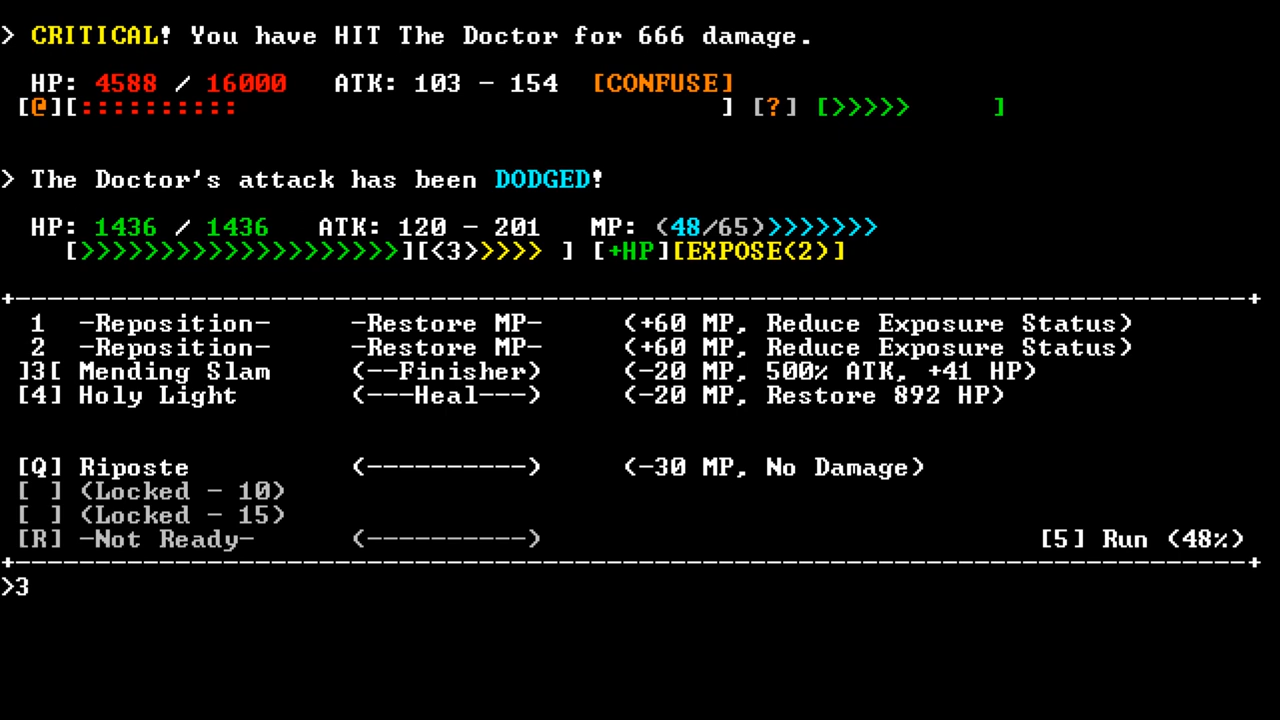 > CRITICAL! You have HIT The Doctor for 666 damage.
HP: 4588 / 16000 ATK: 103 - 154 [CONFUSE]
[@][:::::::::: ] [?] [>>>>> ]
> The Doctor's attack has been DODGED!
HP: 1436 / 1436 ATK: 120 - 201 MP: (48/65)>>>>>>>
[>>>>>>>>>>>>>>>>>>>>][<3>>>>> ] [+HP][EXPOSE(2)]
+------------------------------------------------------------------------------+
1 -Reposition- -Restore MP- (+60 MP, Reduce Exposure Status)
2 -Reposition- -Restore MP- (+60 MP, Reduce Exposure Status)
]3[ Mending Slam (--Finisher) (-20 MP, 500% ATK, +41 HP)
[4] Holy Light (---Heal---) (-20 MP, Restore 892 HP)
[Q] Riposte (----------) (-30 MP, No Damage)
[ ] (Locked - 10)
[ ] (Locked - 15)
[R] -Not Ready- (----------) [5] Run (48%)
+------------------------------------------------------------------------------+
>3